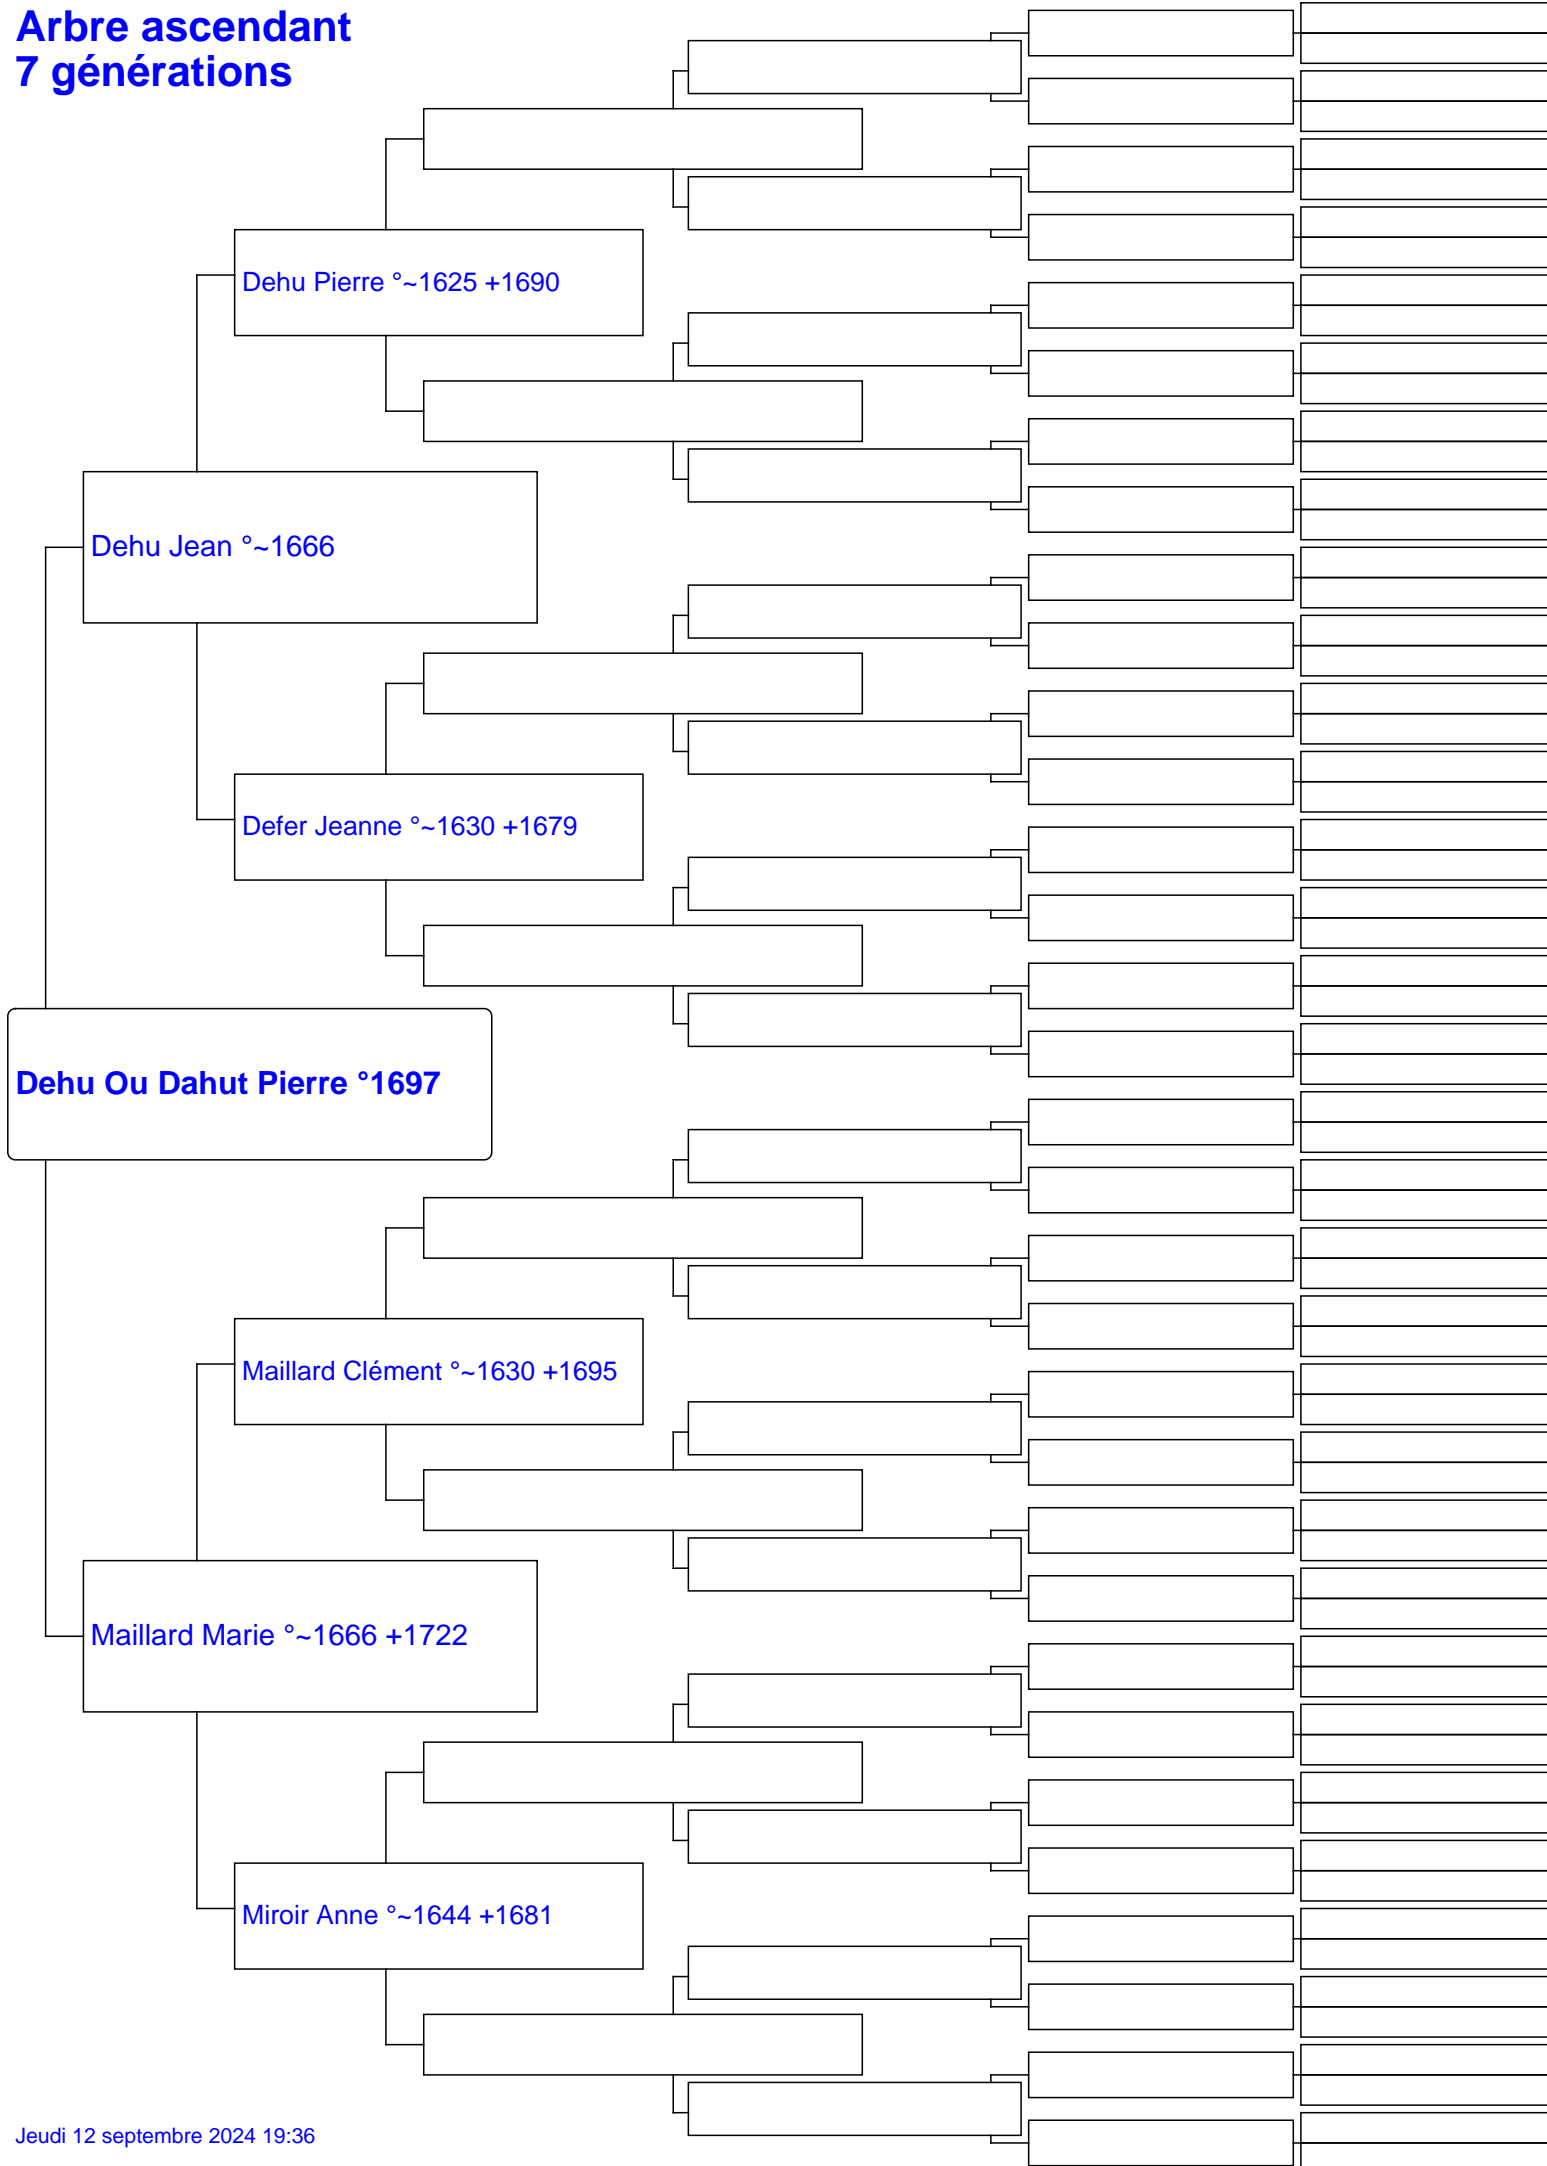 Arbre ascendant
7 générations
Dehu Pierre °~1625 +1690
Dehu Jean °~1666
Defer Jeanne °~1630 +1679
Dehu Ou Dahut Pierre °1697
Maillard Clément °~1630 +1695
Maillard Marie °~1666 +1722
Miroir Anne °~1644 +1681
Jeudi 12 septembre 2024 19:36